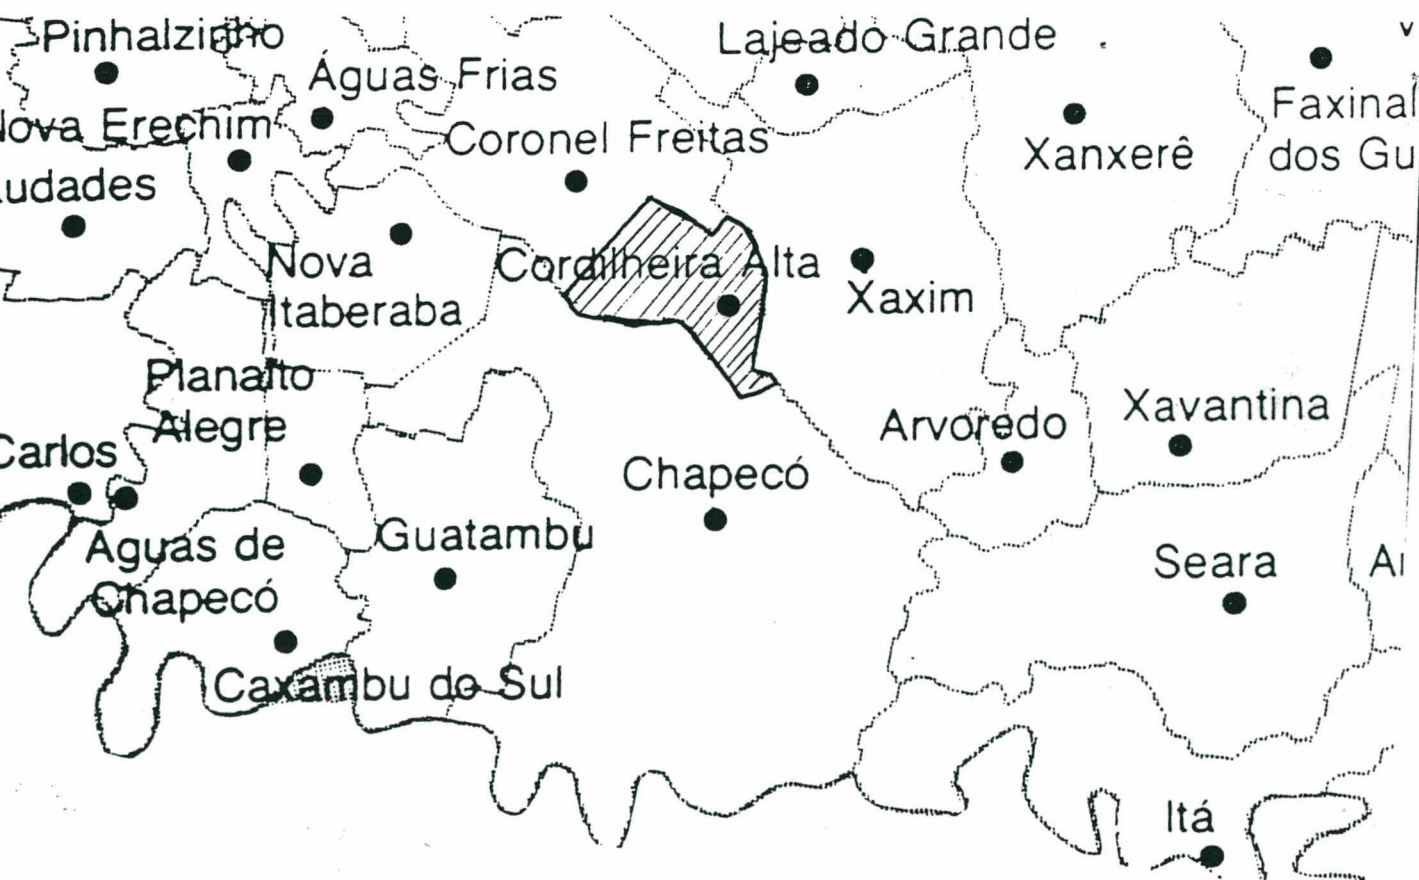 Pinhalzinho
Lajeado Grande
Águas Frias
Faxinal
dos Gu
Nova Erechim
Coronel Freitas
Xanxerê
udades
Nova
Itaberaba
Cordilheira Alta
Xaxim
Planalto
Alegre
Carlos
Arvoredo
Xavantina
Chapecó
Águas de
Chapecó
Guatambu
Seara
Caxambu do Sul
Itá